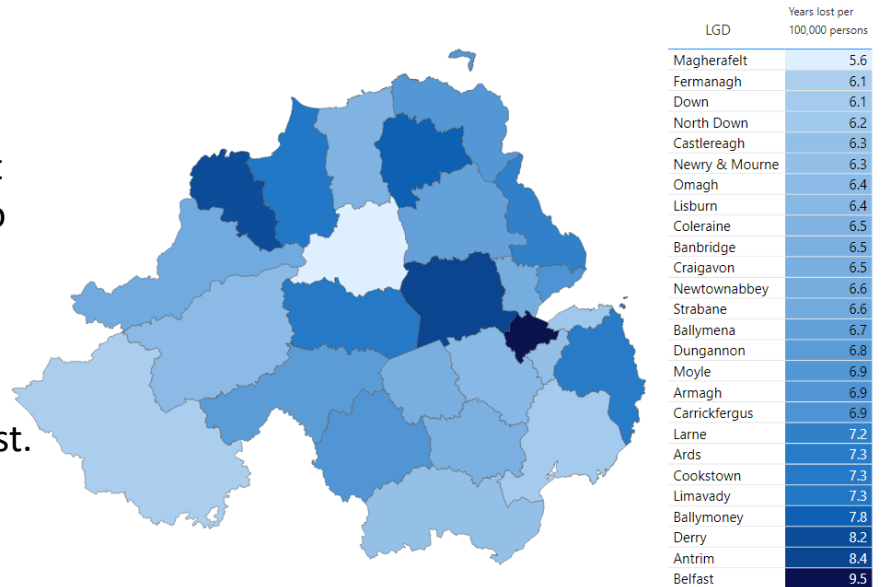 st.
LGD Years lost per
100,000 persons
Magherafelt 5.6
Fermanagh 6.1
Down 6.1
North Down 6.2
Castlereagh 6.3
Newry & Mourne 6.3
Omagh 6.4
Lisburn 6.4
Coleraine 6.5
Banbridge 6.5
Craigavon 6.5
Newtownabbey 6.6
Strabane 6.6
Ballymena 6.7
Dungannon 6.8
Moyle 6.9
Armagh 6.9
Carrickfergus 6.9
Larne 7.2
Ards 7.3
Cookstown 7.3
Limavady 7.3
Ballymoney 7.8
Derry 8.2
Antrim 8.4
Belfast 9.5